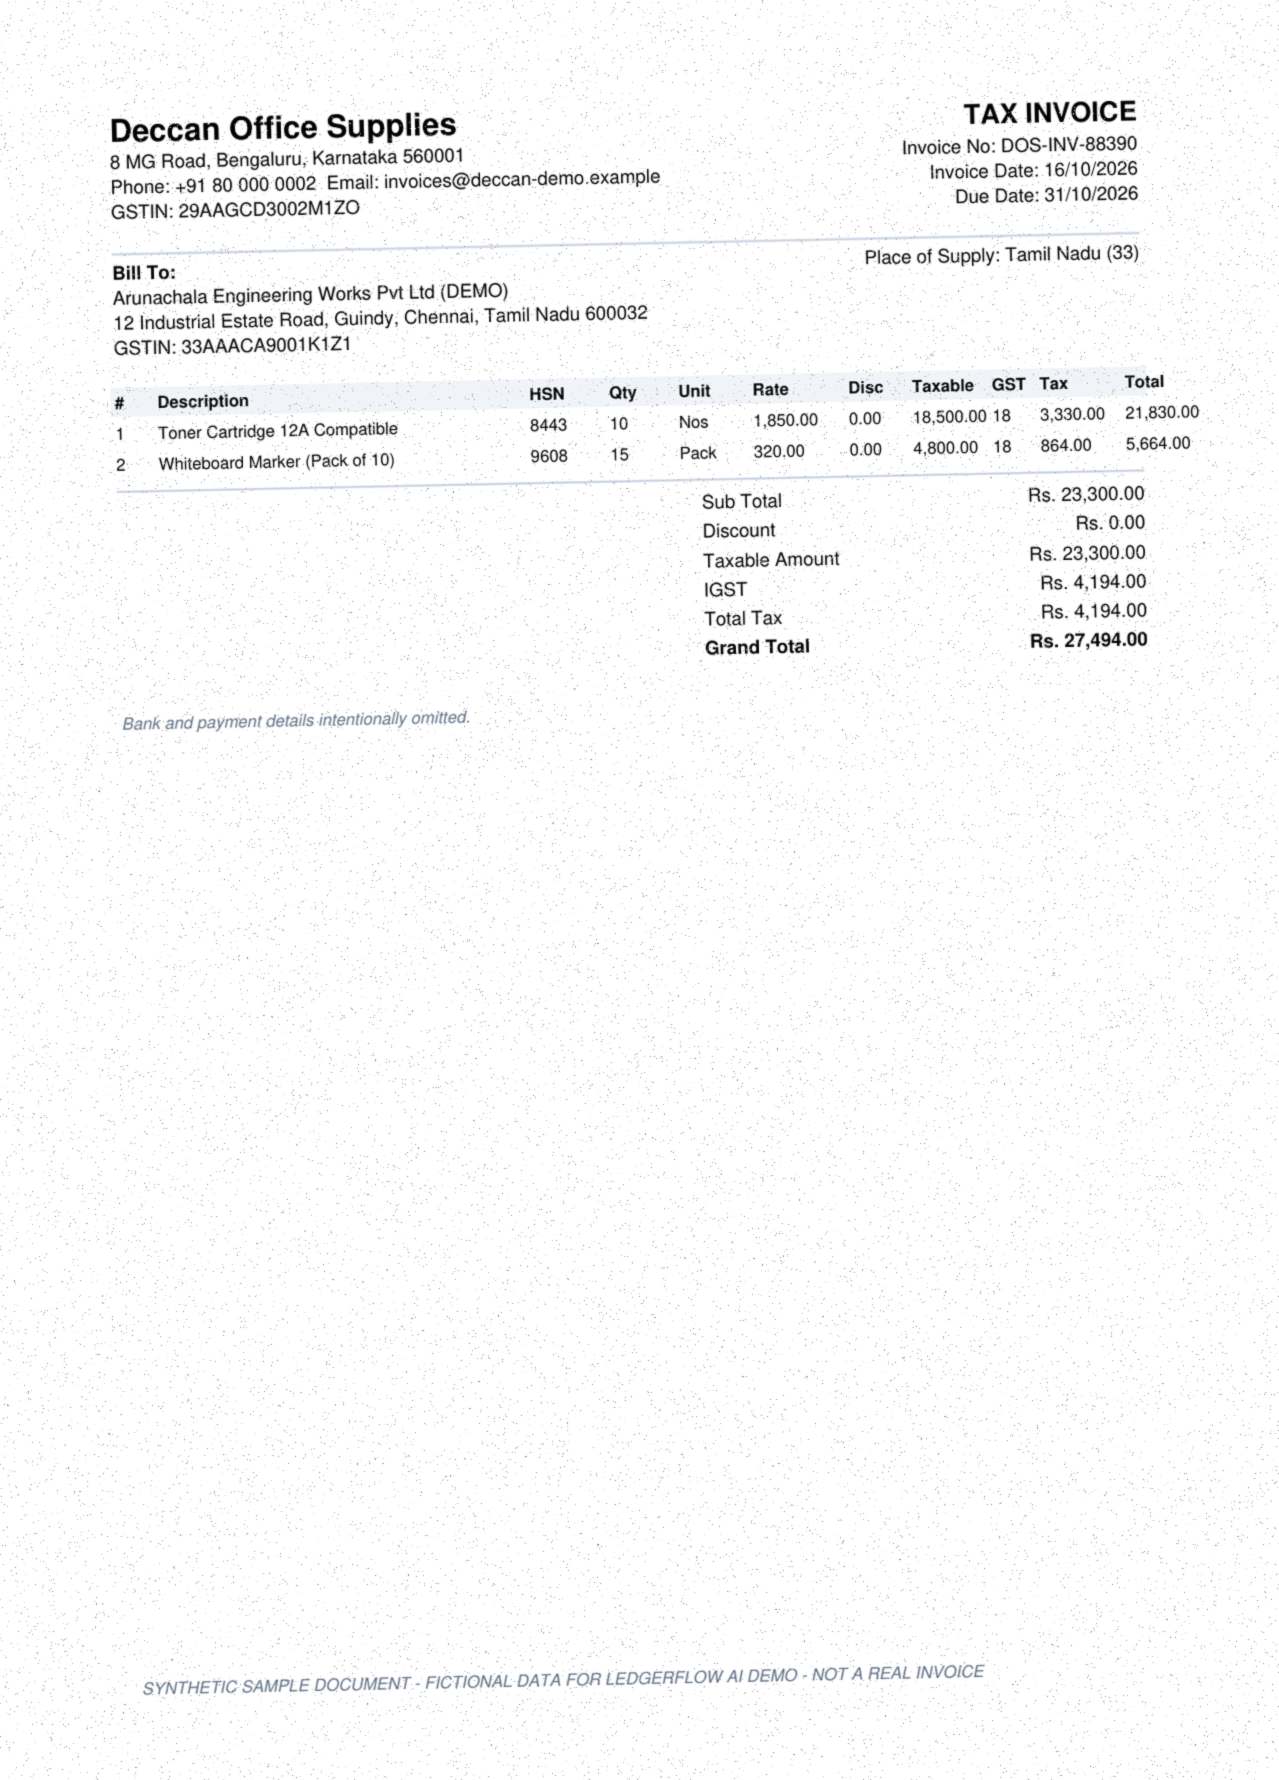 Deccan Office Supplies
8 MG Road, Bengaluru, Karnataka 560001
Phone: +91 80 000 0002 Email: invoices@deccan-demo.example
GSTIN: 29AAGCD3002M1ZO
TAX INVOICE
Invoice No: DOS-INV-88390
Invoice Date: 16/10/2026
Due Date: 31/10/2026
Place of Supply: Tamil Nadu (33)
Bill To:
Arunachala Engineering Works Pvt Ltd (DEMO)
12 Industrial Estate Road, Guindy, Chennai, Tamil Nadu 600032
GSTIN: 33AAACA9001K1Z1
# Description HSN Qty Unit Rate Disc Taxable GST Tax Total
1 Toner Cartridge 12A Compatible 8443 10 Nos 1,850.00 0.00 18,500.00 18 3,330.00 21,830.00
2 Whiteboard Marker (Pack of 10) 9608 15 Pack 320.00 0.00 4,800.00 18 864.00 5,664.00
Sub Total Rs. 23,300.00
Discount Rs. 0.00
Taxable Amount Rs. 23,300.00
IGST Rs. 4,194.00
Total Tax Rs. 4,194.00
Grand Total Rs. 27,494.00
Bank and payment details intentionally omitted.
SYNTHETIC SAMPLE DOCUMENT - FICTIONAL DATA FOR LEDGERFLOW AI DEMO - NOT A REAL INVOICE